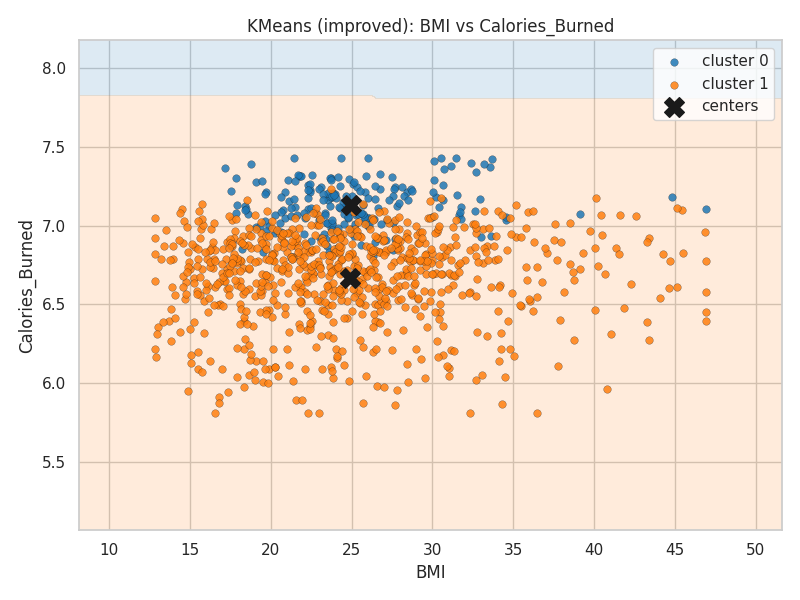 KMeans (improved): BMI vs Calories_Burned
cluster 0
cluster 1
centers
Calories_Burned
8.0
7.5
7.0
6.5
6.0
5.5
10 15 20 25 30 35 40 45 50
BMI